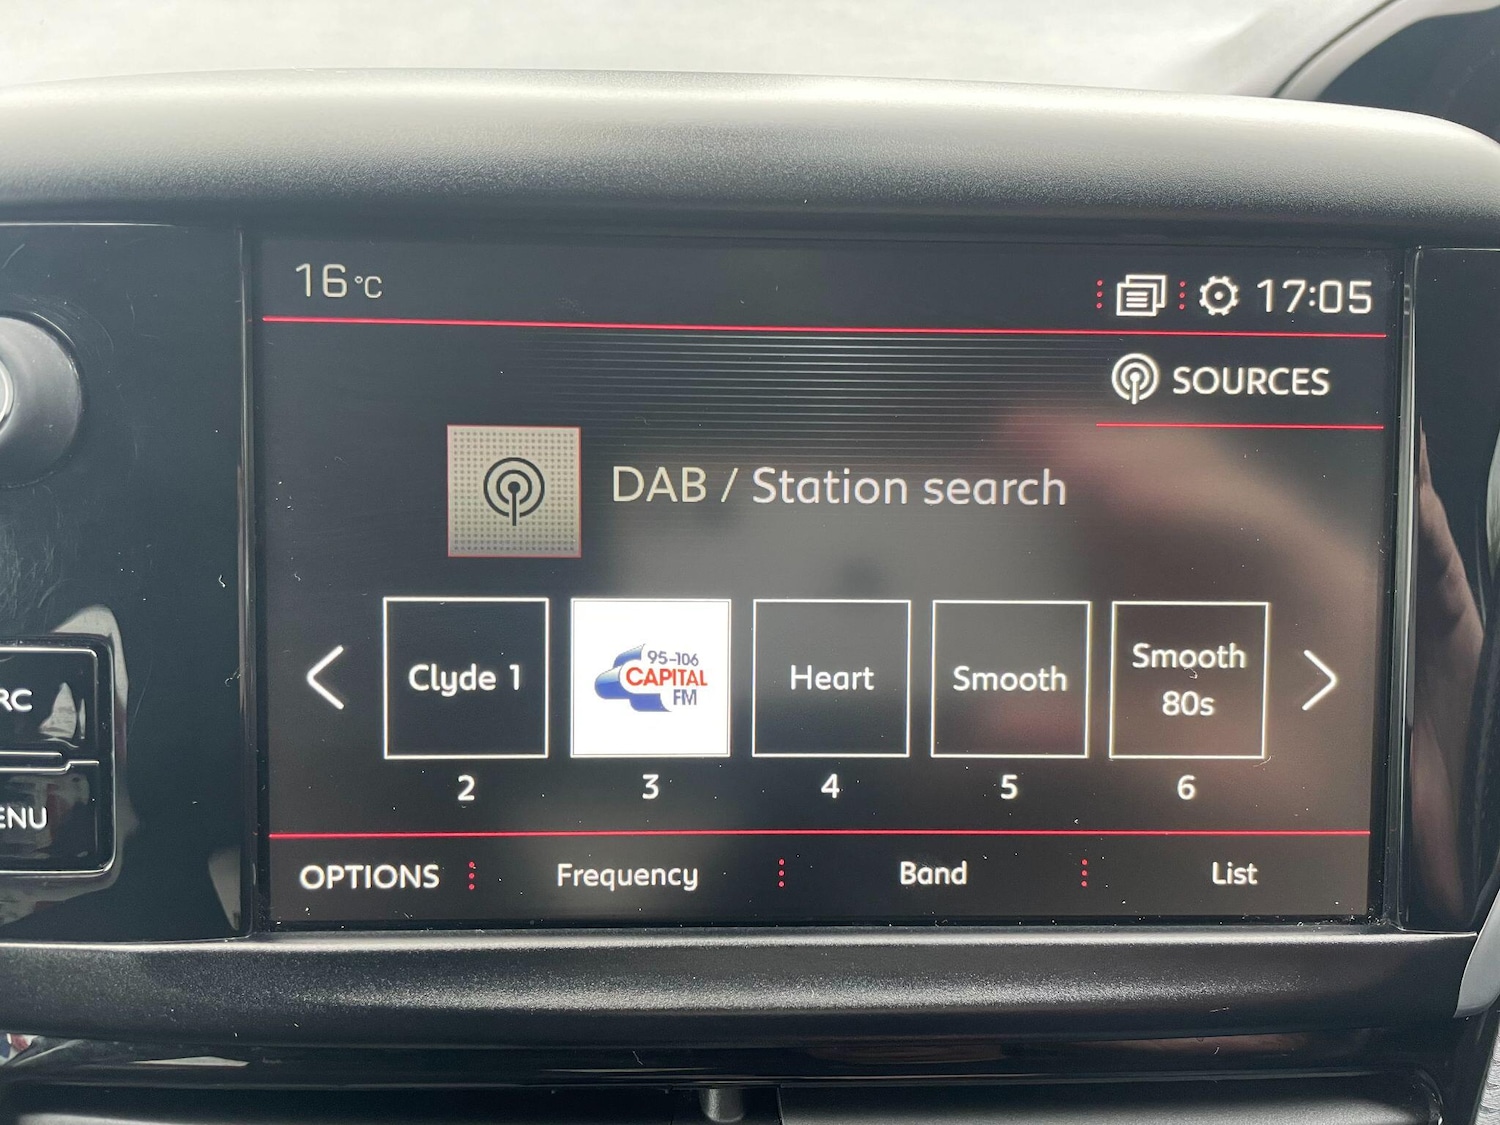 16 °C
17:05
SOURCES
DAB / Station search
Clyde 1
95-106
CAPITAL
FM
Heart
Smooth
Smooth
80s
2
3
4
5
6
OPTIONS
Frequency
Band
List
RC
ENU